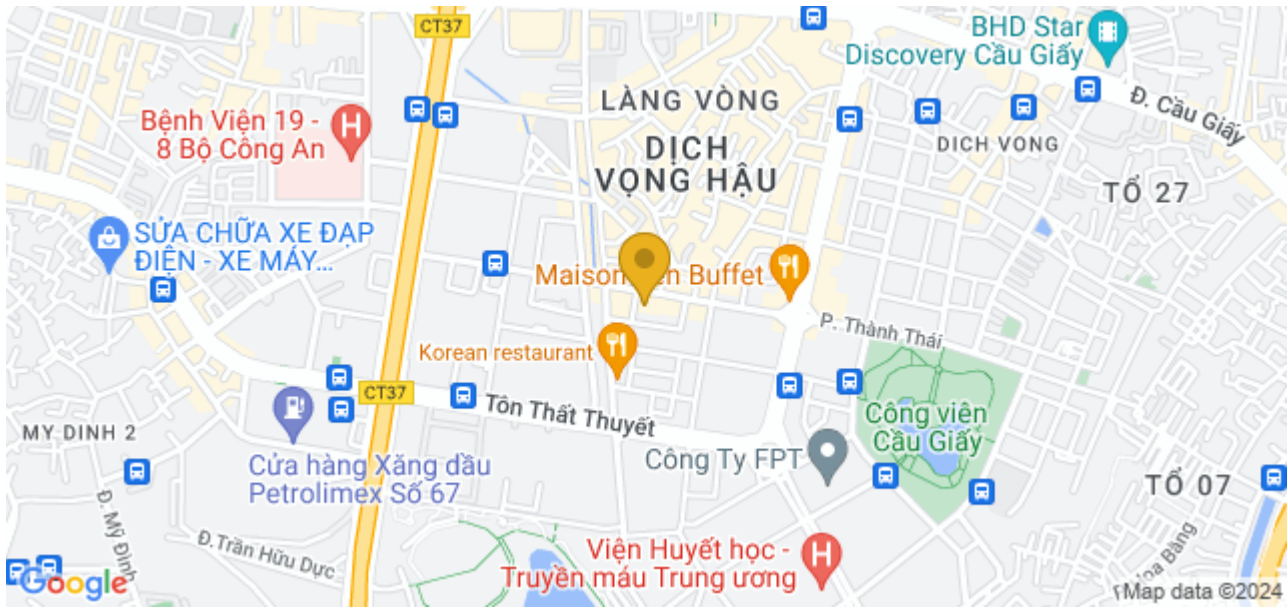 CT37
BHD Star
Discovery Cầu Giấy
Đ. Cầu Giấy
LÀNG VÒNG
Bệnh Viện 19 -
8 Bộ Công An
DỊCH
VỌNG HẬU
DICH VONG
TỔ 27
SỬA CHỮA XE ĐẠP
ĐIỆN - XE MÁY...
Buffet
P. Thành Thái
Korean restaurant
CT37
Tôn Thất Thuyết
Công viên
Cầu Giấy
MY DINH 2
Cửa hàng Xăng dầu
Petrolimex Số 67
Công Ty FPT
TỔ 07
Đ. Mỹ Đình
Đ.Trần Hữu Dực
Viện Huyết học -
Truyền máu Trung ương
Google
Map data ©2024